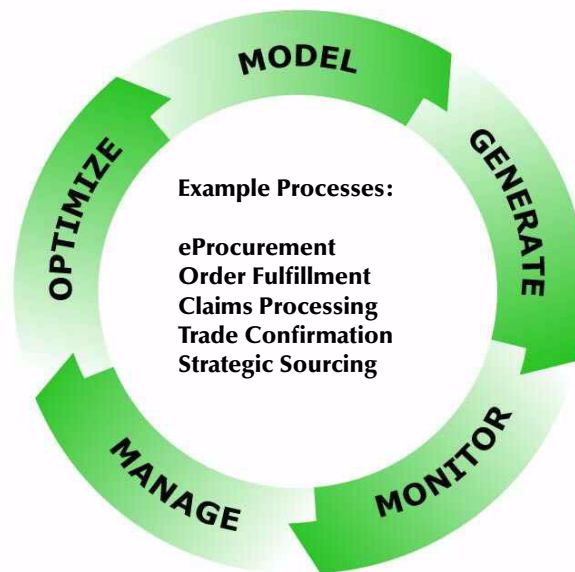 MODEL
GENERATE
MONITOR
MANAGE
OPTIMIZE
Example Processes:
eProcurement
Order Fulfillment
Claims Processing
Trade Confirmation
Strategic Sourcing